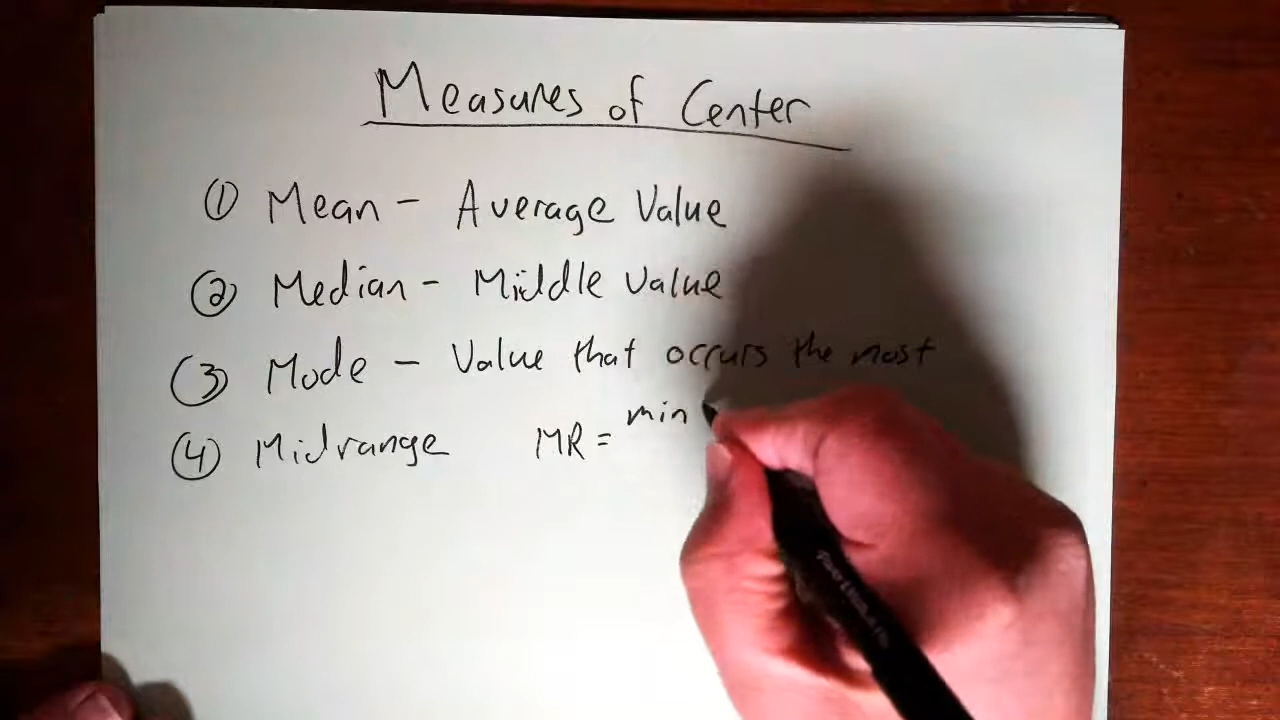 Measures of Center
① Mean - Average Value
② Median - Middle Value
③ Mode - Value that occurs the most
④ Midrange MR = min